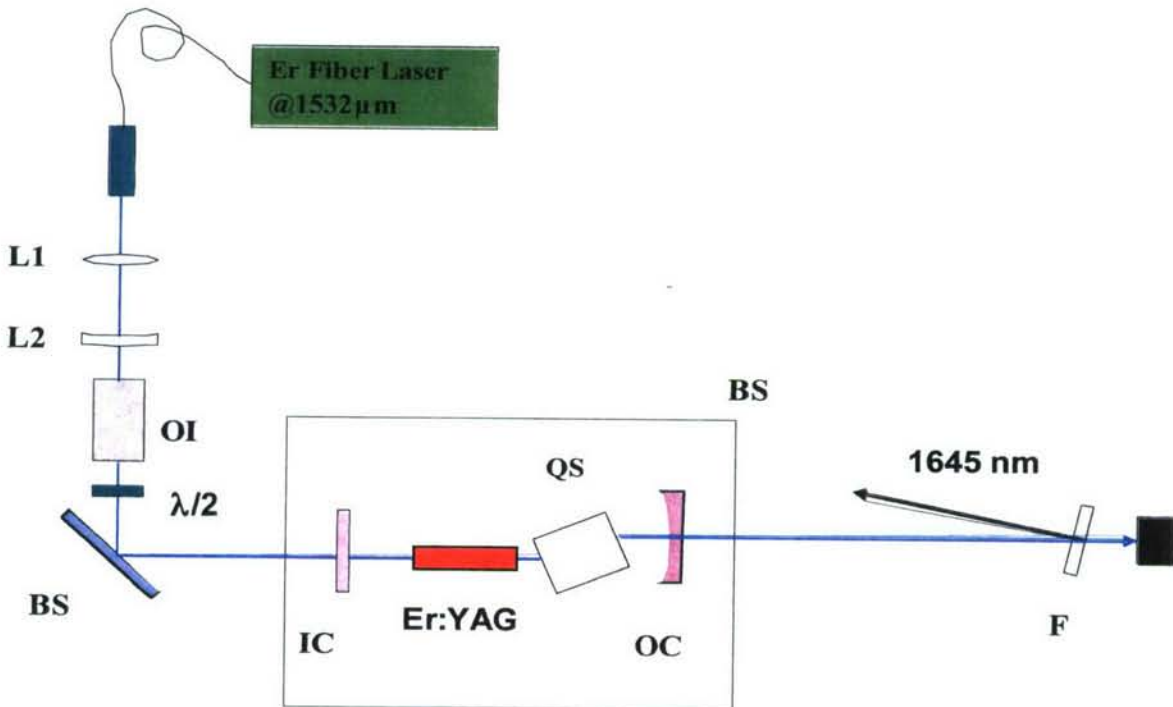 Er Fiber Laser
@1532μm
L1
L2
OI
λ/2
BS
BS
QS
1645 nm
IC
Er:YAG
OC
F